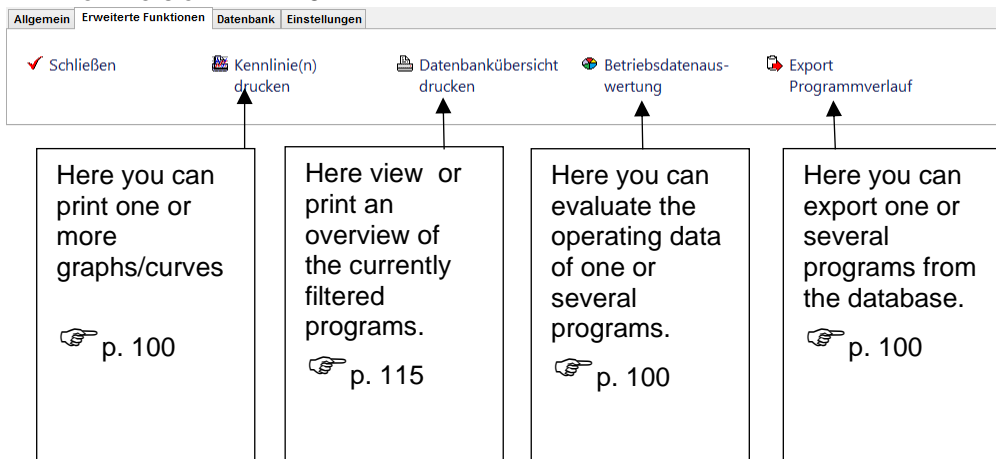 Allgemein Erweiterte Funktionen Datenbank Einstellungen
Schließen
Kennlinie(n)
drucken
Datenbankübersicht
drucken
Betriebsdatenaus-
wertung
Export
Programmverlauf
Here you can
print one or
more
graphs/curves
p. 100
Here view or
print an
overview of
the currently
filtered
programs.
p. 115
Here you can
evaluate the
operating data
of one or
several
programs.
p. 100
Here you can
export one or
several
programs from
the database.
p. 100